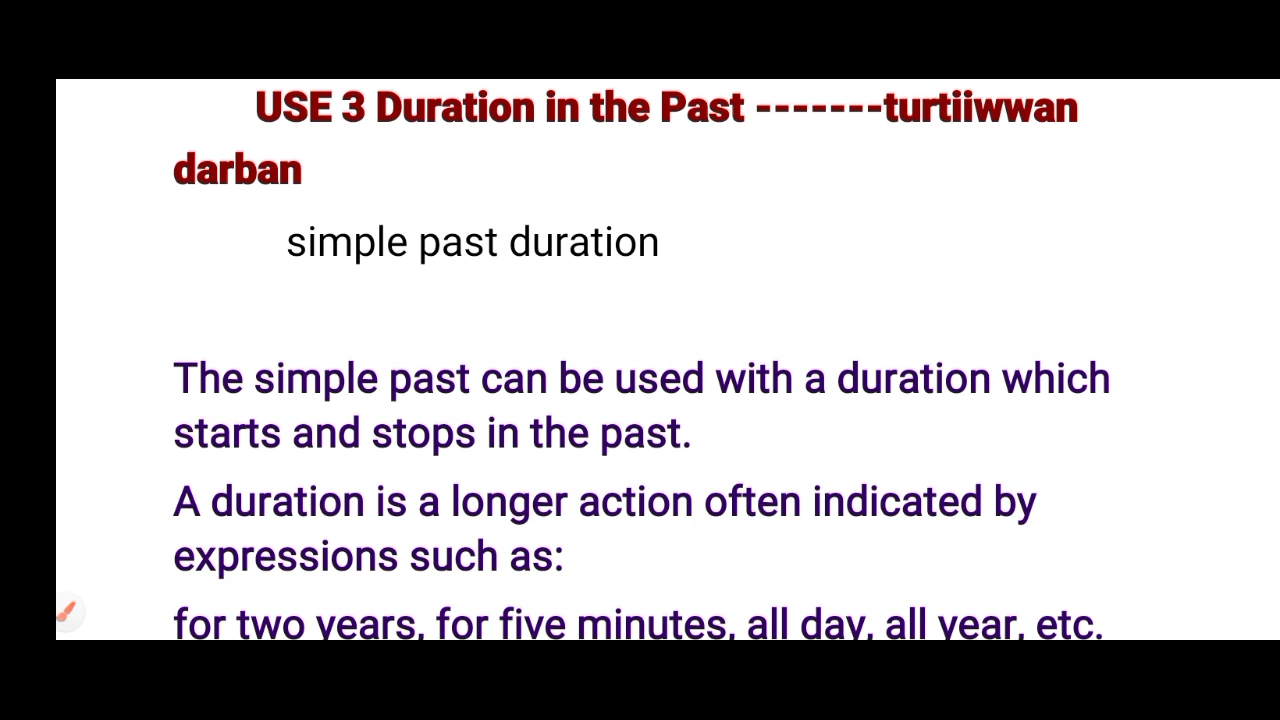 USE 3 Duration in the Past -------turtiiwwan
darban
simple past duration
The simple past can be used with a duration which
starts and stops in the past.
A duration is a longer action often indicated by
expressions such as:
for two years, for five minutes, all day, all year, etc.